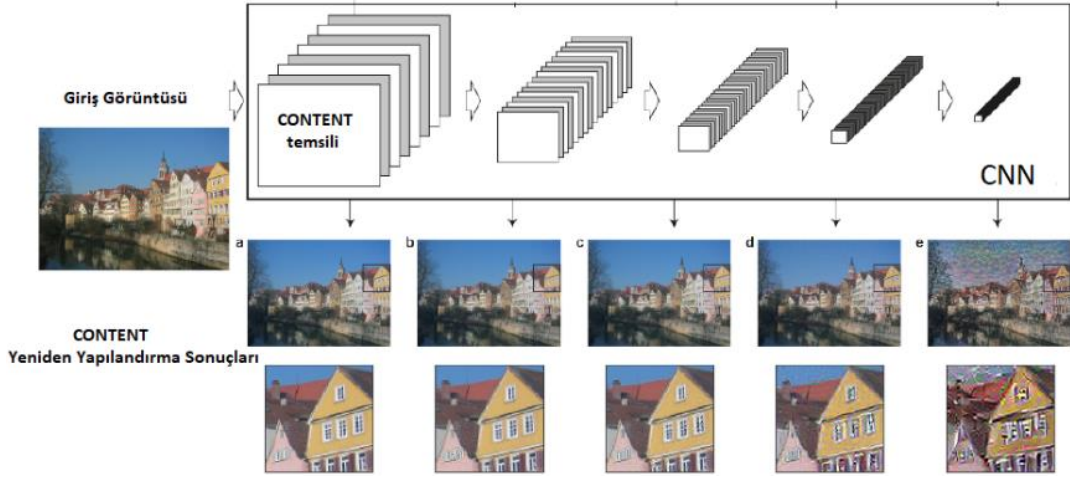 Giriş Görüntüsü
CONTENT
temsili
CNN
a
b
c
d
e
CONTENT
Yeniden Yapılandırma Sonuçları